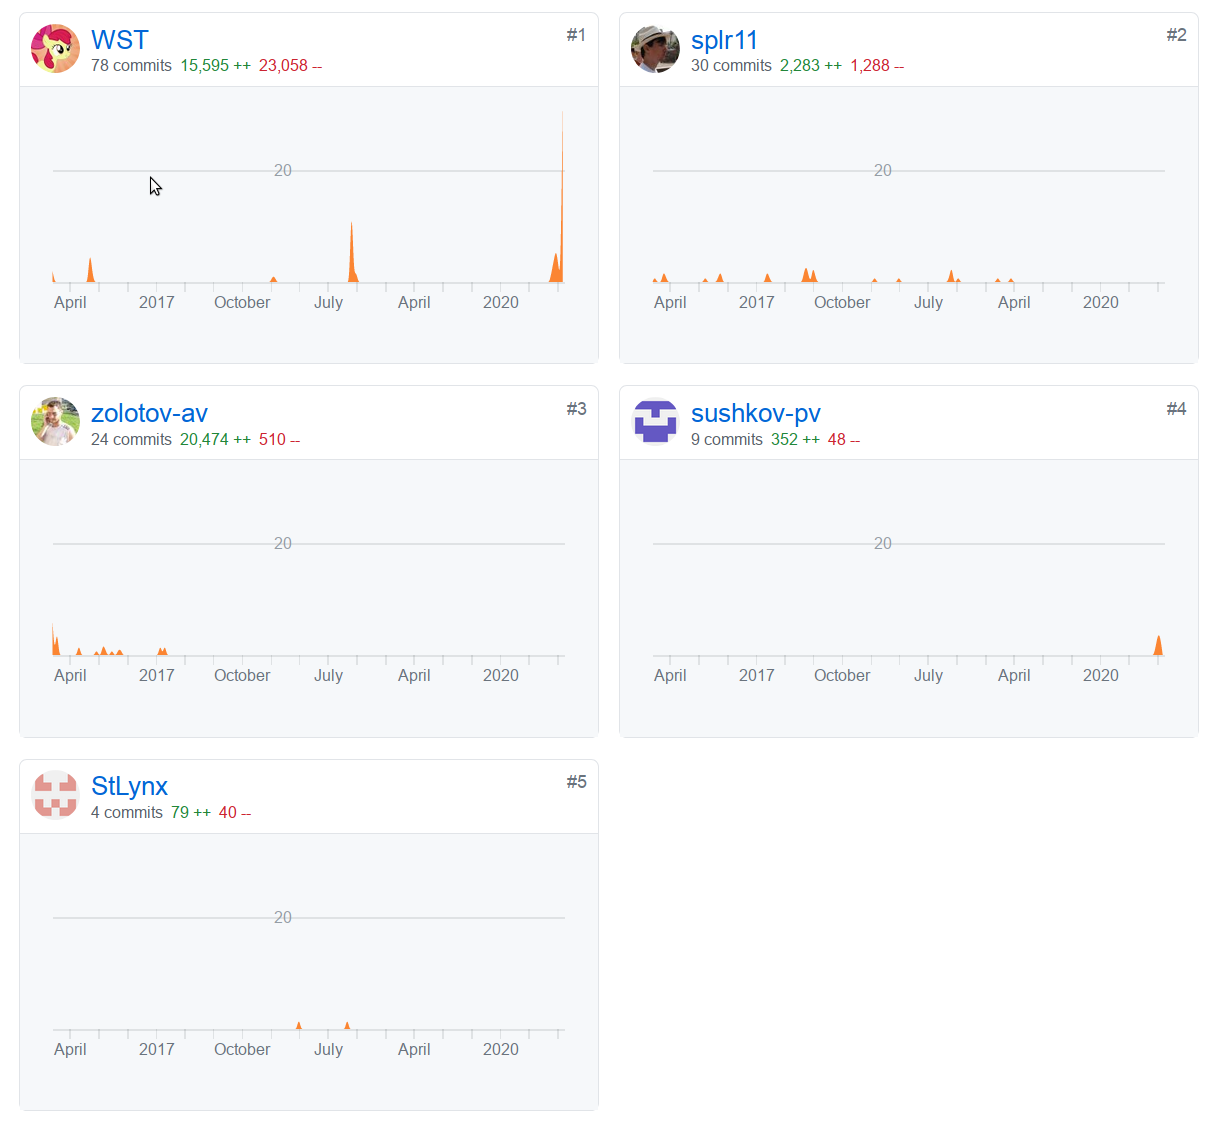 WST #1
78 commits 15,595 ++ 23,058 --
20
April 2017 October July April 2020
splr11 #2
30 commits 2,283 ++ 1,288 --
20
April 2017 October July April 2020
zolotov-av #3
24 commits 20,474 ++ 510 --
20
April 2017 October July April 2020
sushkov-pv #4
9 commits 352 ++ 48 --
20
April 2017 October July April 2020
StLynx #5
4 commits 79 ++ 40 --
20
April 2017 October July April 2020